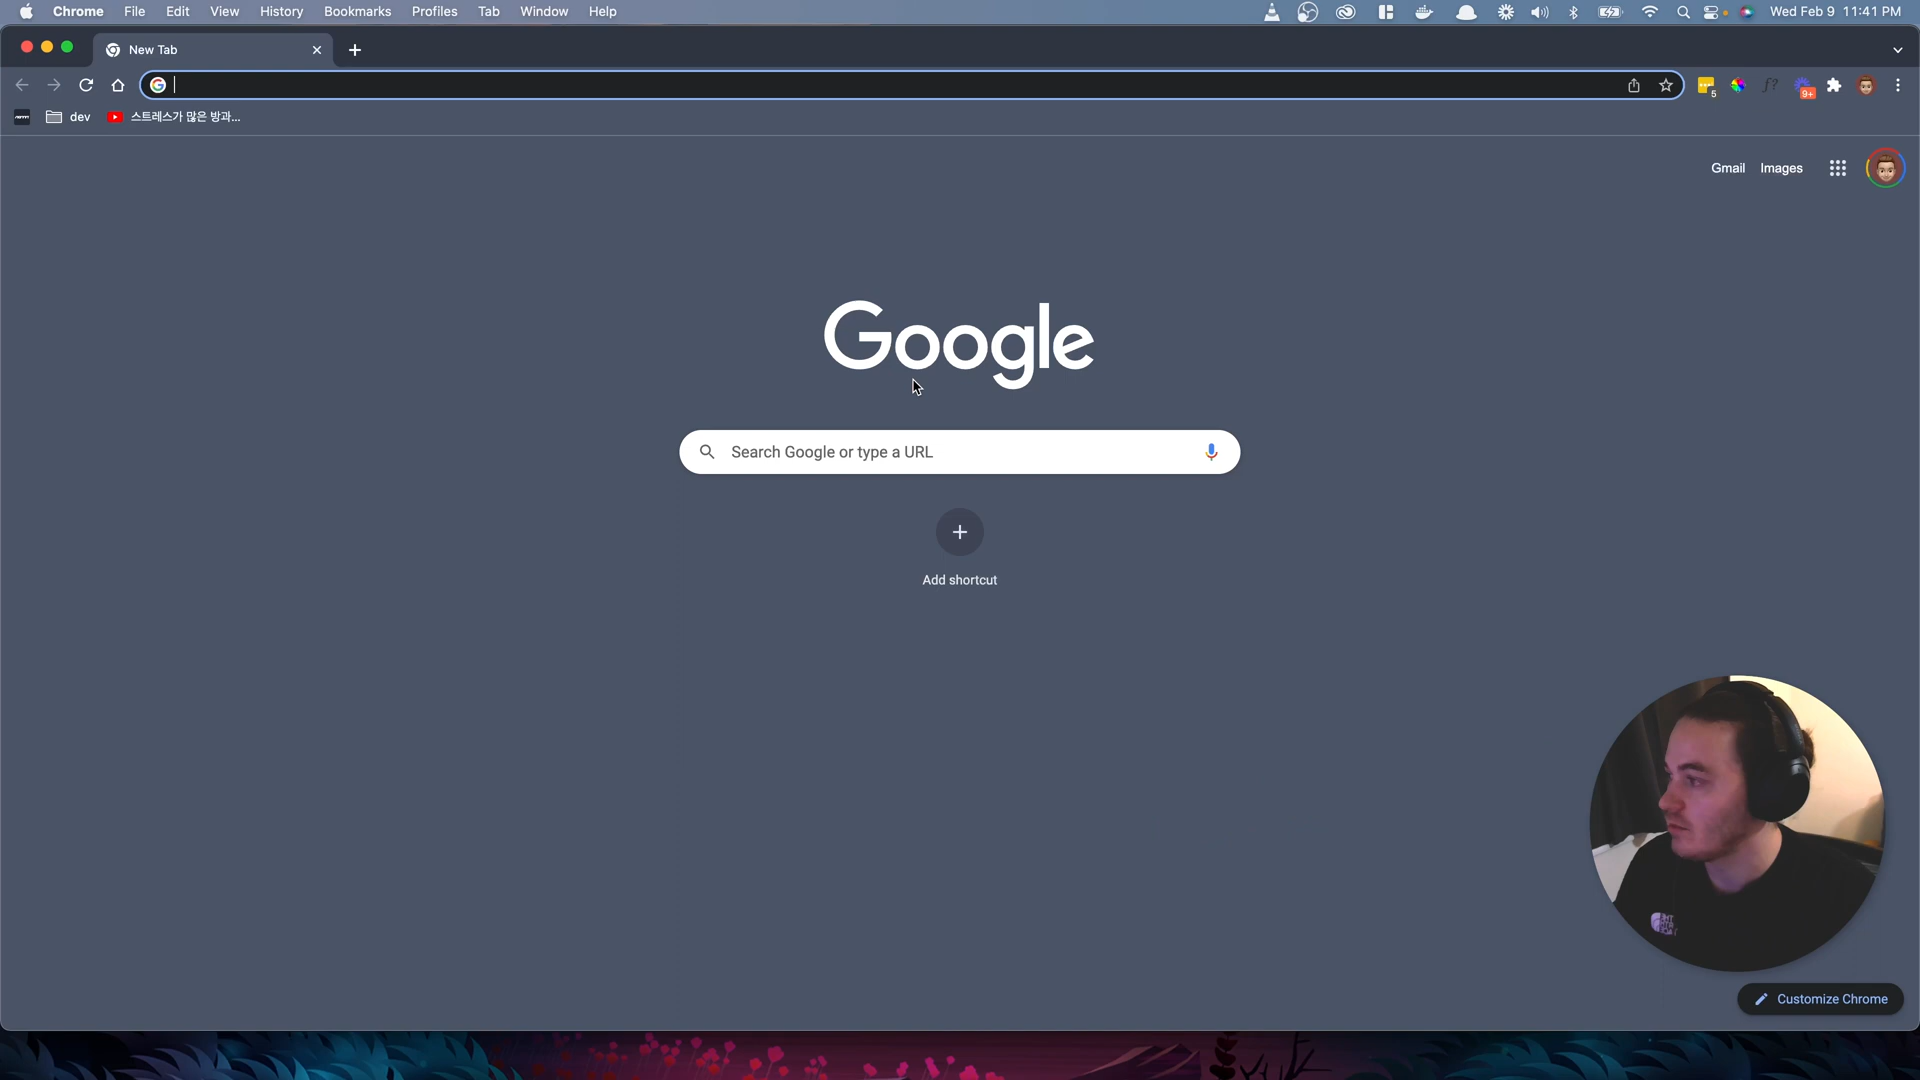 Chrome File Edit View History Bookmarks Profiles Tab Window Help Wed Feb 9 11:41 PM
New Tab
5
f?
9+
dev 스트레스가 많은 방과...
Gmail Images
Google
Search Google or type a URL
Add shortcut
Customize Chrome